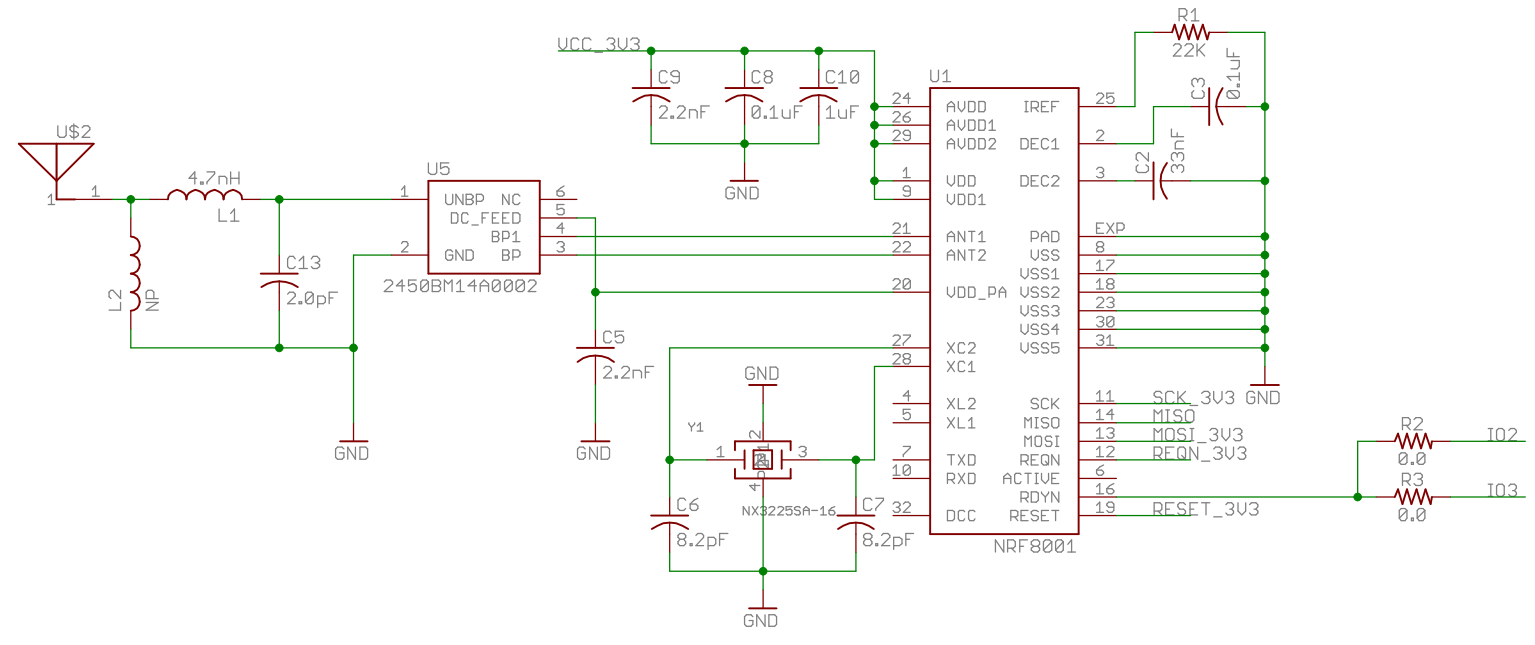 R1
22K
VCC_3V3
C9
2.2nF
C8
0.1uF
C10
1uF
GND
U1
24 AVDD IREF 25
26 AVDD1
29 AVDD2 DEC1 2
1 VDD DEC2 3
9 VDD1
21 ANT1 PAD EXP
22 ANT2 VSS 8
VSS1 17
20 VDD_PA VSS2 18
VSS3 23
VSS4 30
27 XC2 VSS5 31
28 XC1
4 XL2 SCK 11 SCK_3V3
5 XL1 MISO 14 MISO
MOSI 13 MOSI_3V3
7 TXD REQN 12 REQN_3V3
10 RXD ACTIVE 6
RDYN 16
32 DCC RESET 19 RESET_3V3
NRF8001
C3
0.1uF
C2
33nF
GND
U$2
1
1
4.7nH
L1
L2
NP
C13
2.0pF
GND
U5
1 UNBP NC 6
DC_FEED 5
BP1 4
2 GND BP 3
2450BM14A0002
C5
2.2nF
GND
GND
Y1
2
1
3
4
NX3225SA-16
C6
8.2pF
C7
8.2pF
GND
R2
0.0
IO2
R3
0.0
IO3